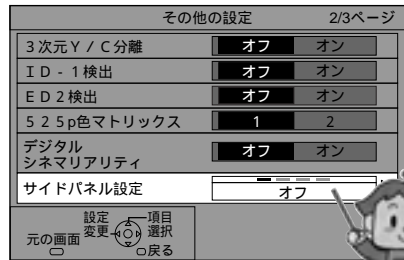 その他の設定 2/3ページ
3次元Y/C分離 オフ オン
ID-1検出 オフ オン
ED2検出 オフ オン
525p色マトリックス 1 2
デジタル
シネマリアリティ オフ オン
サイドパネル設定 オフ
設定 項目
元の画面 変更 選択
戻る